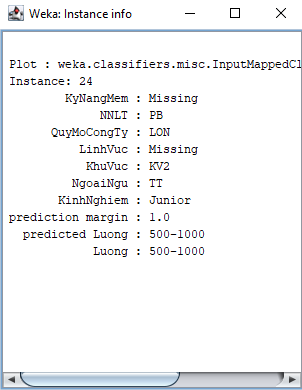 Weka: Instance info
Plot : weka.classifiers.misc.InputMappedCl
Instance: 24
KyNangMem : Missing
NNLT : PB
QuyMoCongTy : LON
LinhVuc : Missing
KhuVuc : KV2
NgoaiNgu : TT
KinhNghiem : Junior
prediction margin : 1.0
predicted Luong : 500-1000
Luong : 500-1000